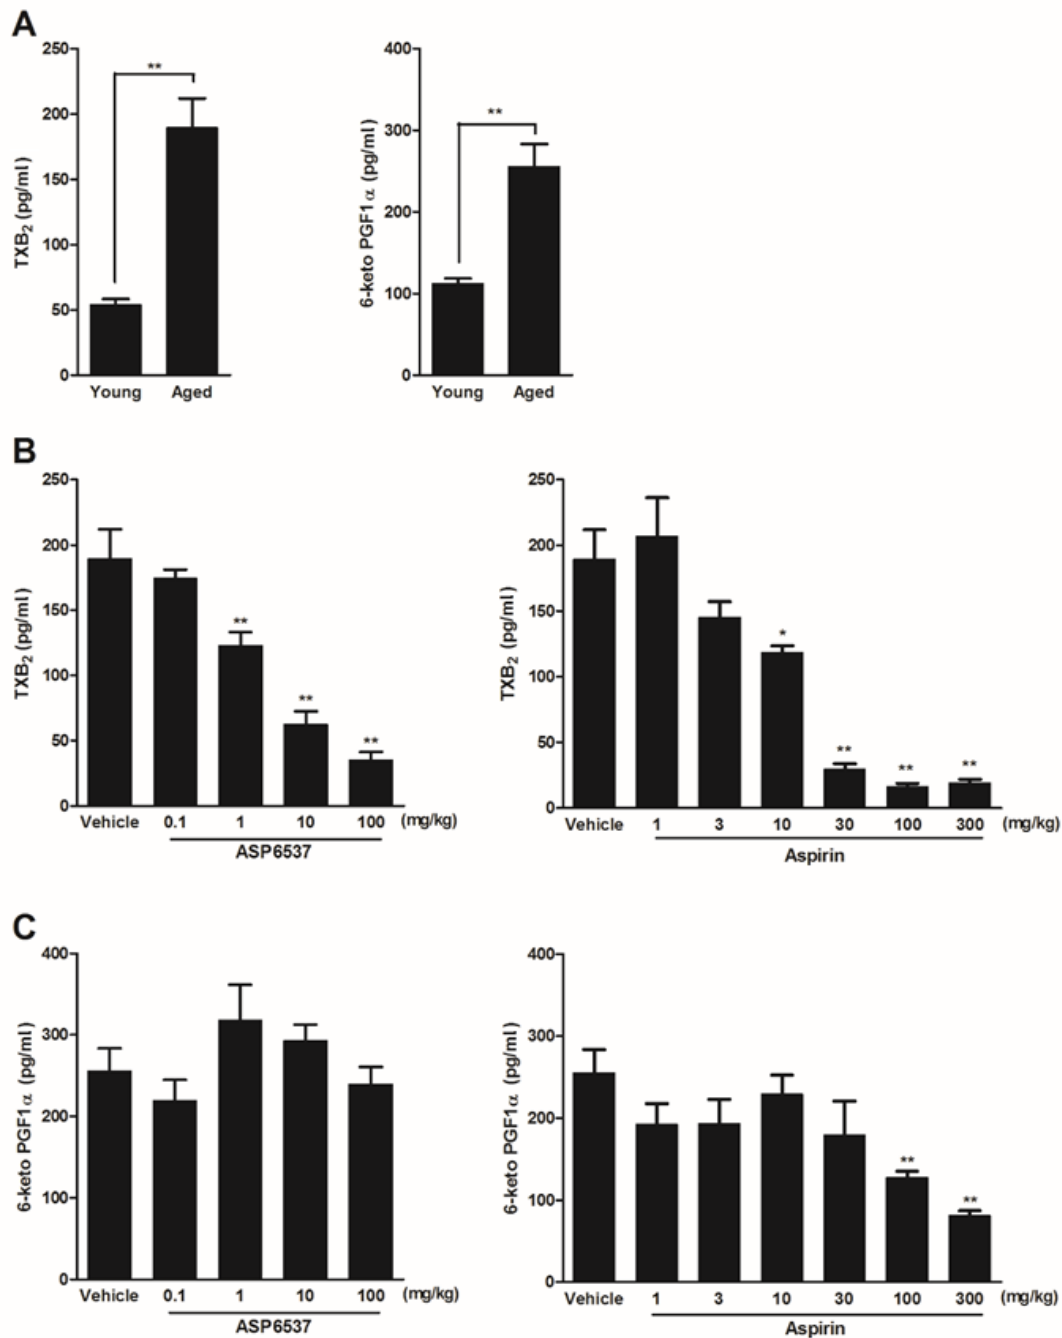 A
TXB2 (pg/ml)
250
200
150
100
50
0
**
Young Aged
6-keto PGF1α (pg/ml)
400
300
200
100
0
**
Young Aged
B
TXB2 (pg/ml)
250
200
150
100
50
0
**
**
**
Vehicle 0.1 1 10 100 (mg/kg)
ASP6537
TXB2 (pg/ml)
250
200
150
100
50
0
*
**
**
**
Vehicle 1 3 10 30 100 300 (mg/kg)
Aspirin
C
6-keto PGF1α (pg/ml)
400
300
200
100
0
Vehicle 0.1 1 10 100 (mg/kg)
ASP6537
6-keto PGF1α (pg/ml)
400
300
200
100
0
**
**
Vehicle 1 3 10 30 100 300 (mg/kg)
Aspirin